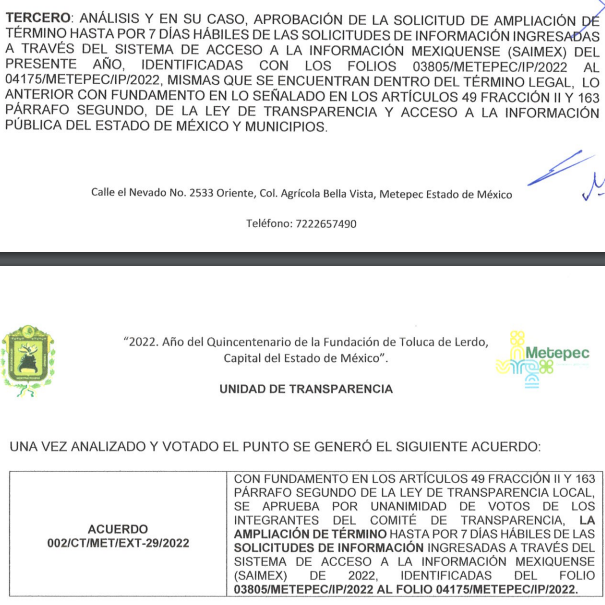 TERCERO: ANÁLISIS Y EN SU CASO, APROBACIÓN DE LA SOLICITUD DE AMPLIACIÓN DE
TÉRMINO HASTA POR 7 DÍAS HÁBILES DE LAS SOLICITUDES DE INFORMACIÓN INGRESADAS
A TRAVÉS DEL SISTEMA DE ACCESO A LA INFORMACIÓN MEXIQUENSE (SAIMEX) DEL
PRESENTE AÑO, IDENTIFICADAS CON LOS FOLIOS 03805/METEPEC/IP/2022 AL
04175/METEPEC/IP/2022, MISMAS QUE SE ENCUENTRAN DENTRO DEL TÉRMINO LEGAL, LO
ANTERIOR CON FUNDAMENTO EN LO SEÑALADO EN LOS ARTÍCULOS 49 FRACCIÓN II Y 163
PÁRRAFO SEGUNDO, DE LA LEY DE TRANSPARENCIA Y ACCESO A LA INFORMACIÓN
PÚBLICA DEL ESTADO DE MÉXICO Y MUNICIPIOS.
Calle el Nevado No. 2533 Oriente, Col. Agrícola Bella Vista, Metepec Estado de México
Teléfono: 7222657490
"2022. Año del Quincentenario de la Fundación de Toluca de Lerdo,
Capital del Estado de México".
Metepec
UNIDAD DE TRANSPARENCIA
UNA VEZ ANALIZADO Y VOTADO EL PUNTO SE GENERÓ EL SIGUIENTE ACUERDO:
ACUERDO
002/CT/MET/EXT-29/2022
CON FUNDAMENTO EN LOS ARTÍCULOS 49 FRACCIÓN II Y 163
PÁRRAFO SEGUNDO DE LA LEY DE TRANSPARENCIA LOCAL,
SE APRUEBA POR UNANIMIDAD DE VOTOS DE LOS
INTEGRANTES DEL COMITÉ DE TRANSPARENCIA, LA
AMPLIACIÓN DE TÉRMINO HASTA POR 7 DÍAS HÁBILES DE LAS
SOLICITUDES DE INFORMACIÓN INGRESADAS A TRAVÉS DEL
SISTEMA DE ACCESO A LA INFORMACIÓN MEXIQUENSE
(SAIMEX) DE 2022, IDENTIFICADAS DEL FOLIO
03805/METEPEC/IP/2022 AL FOLIO 04175/METEPEC/IP/2022.